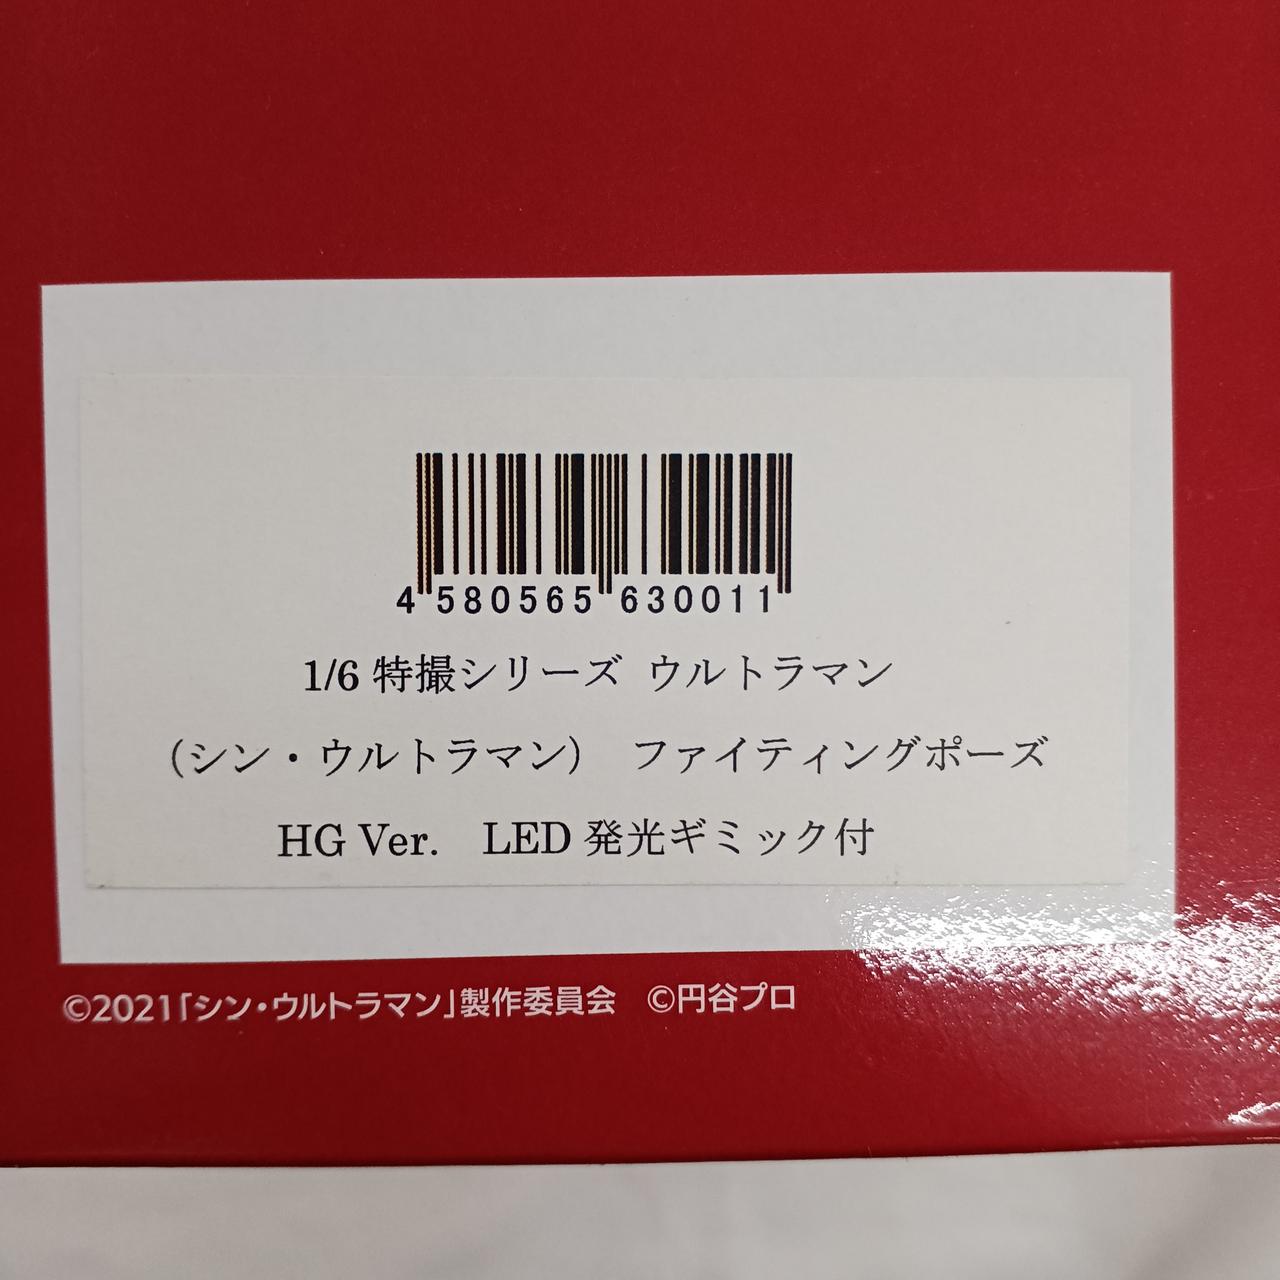 4 580565 630011
1/6 特撮シリーズ ウルトラマン
（シン・ウルトラマン） ファイティングポーズ
HG Ver. LED 発光ギミック付
©2021「シン・ウルトラマン」製作委員会 ©円谷プロ